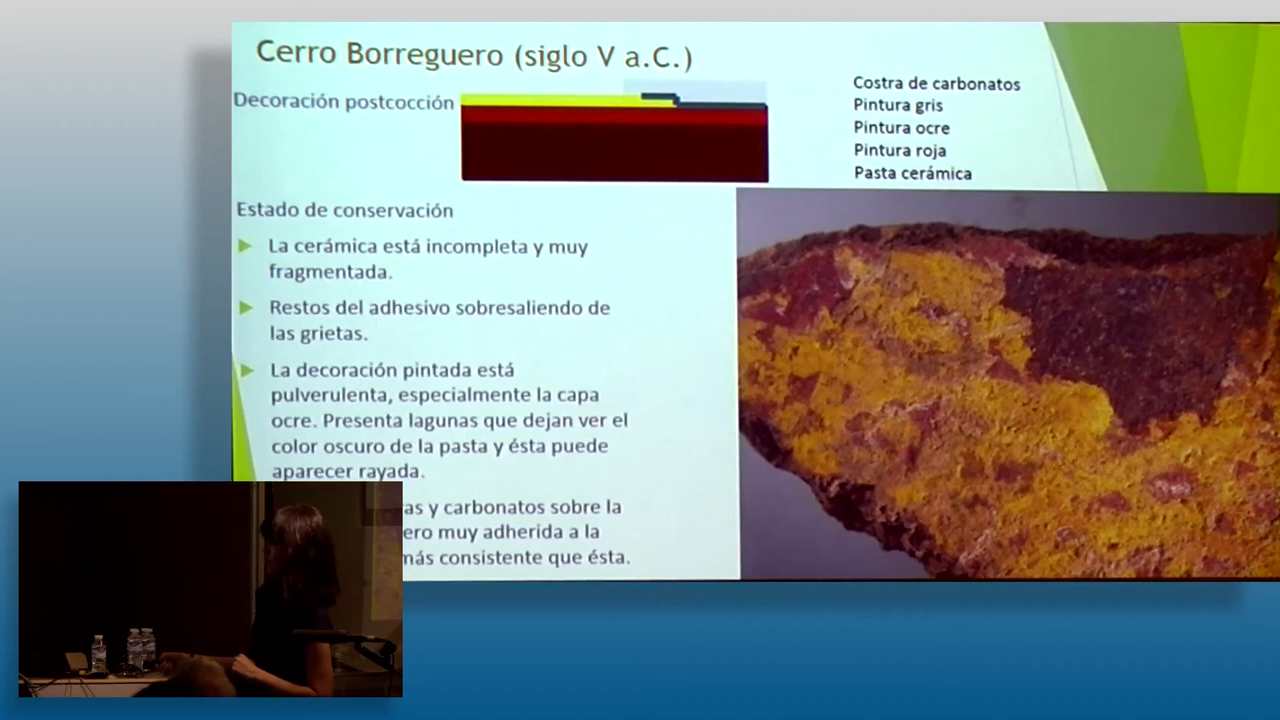 Cerro Borreguero (siglo V a.C.)
Decoración postcocción
Costra de carbonatos
Pintura gris
Pintura ocre
Pintura roja
Pasta cerámica
Estado de conservación
La cerámica está incompleta y muy
fragmentada.
Restos del adhesivo sobresaliendo de
las grietas.
La decoración pintada está
pulverulenta, especialmente la capa
ocre. Presenta lagunas que dejan ver el
color oscuro de la pasta y ésta puede
aparecer rayada.
y carbonatos sobre la
muy adherida a la
más consistente que ésta.